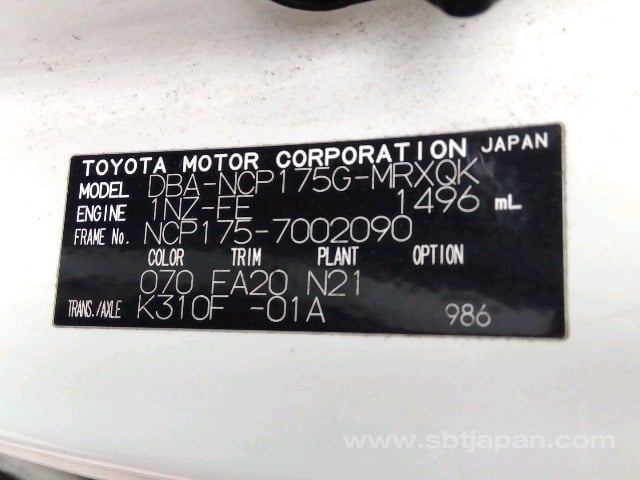 TOYOTA MOTOR CORPORATION JAPAN
MODEL DBA-NCP175G-MRXQK
ENGINE 1NZ-FE 1496 mL
FRAME No. NCP175-7002090
COLOR TRIM PLANT OPTION
070 FA20 N21
TRANS./AXLE K310F -01A 986
www.sbtjapan.com